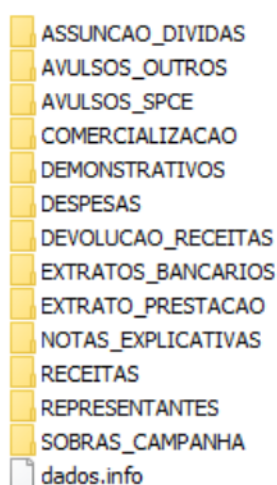 ASSUNCAO_DIVIDAS
AVULSOS_OUTROS
AVULSOS_SPCE
COMERCIALIZACAO
DEMONSTRATIVOS
DESPESAS
DEVOLUCAO_RECEITAS
EXTRATOS_BANCARIOS
EXTRATO_PRESTACAO
NOTAS_EXPLICATIVAS
RECEITAS
REPRESENTANTES
SOBRAS_CAMPANHA
dados.info